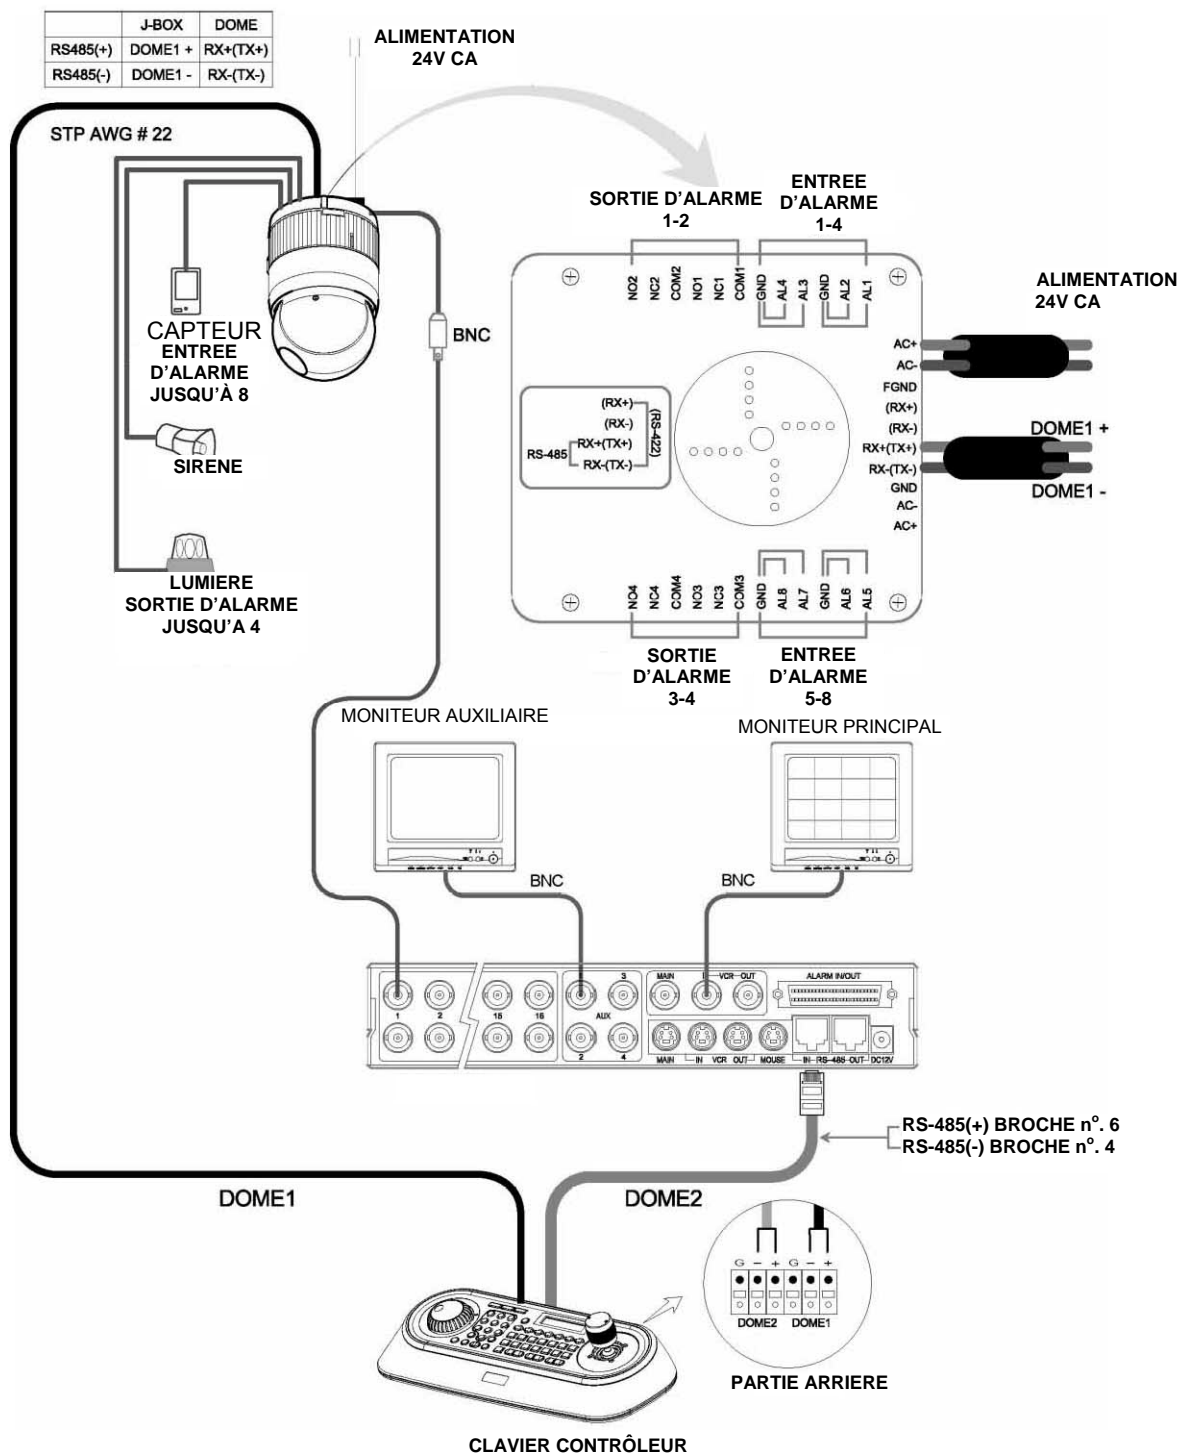 J-BOX DOME
RS485(+) DOME1 + RX+(TX+)
RS485(-) DOME1 - RX-(TX-)
ALIMENTATION
24V CA
STP AWG # 22
SORTIE D'ALARME
1-2
ENTREE
D'ALARME
1-4
NO2 NC2 COM2 NO1 NC1 COM1 GND AL4 AL3 GND AL2 AL1
ALIMENTATION
24V CA
CAPTEUR
ENTREE
D'ALARME
JUSQU'À 8
BNC
SIRENE
LUMIERE
SORTIE D'ALARME
JUSQU'A 4
(RX+)
(RX-)
RX+(TX+)
RX-(TX-)
RS-485
(RS-422)
AC+
AC-
FGND
(RX+)
(RX-)
RX+(TX+)
RX-(TX-)
GND
AC-
AC+
DOME1 +
DOME1 -
NO4 NC4 COM4 NO3 NC3 COM3 GND AL8 AL7 GND AL6 AL5
SORTIE
D'ALARME
3-4
ENTREE
D'ALARME
5-8
MONITEUR AUXILIAIRE
MONITEUR PRINCIPAL
BNC
BNC
1 2 15 16
1 3
AUX
2 4
MAIN I VCR OUT
ALARM IN/OUT
MAIN IN VCR OUT MOUSE IN RS-485 OUT DC12V
RS-485(+) BROCHE nº. 6
RS-485(-) BROCHE nº. 4
DOME1
DOME2
G - + G - +
DOME2 DOME1
PARTIE ARRIERE
CLAVIER CONTRÔLEUR